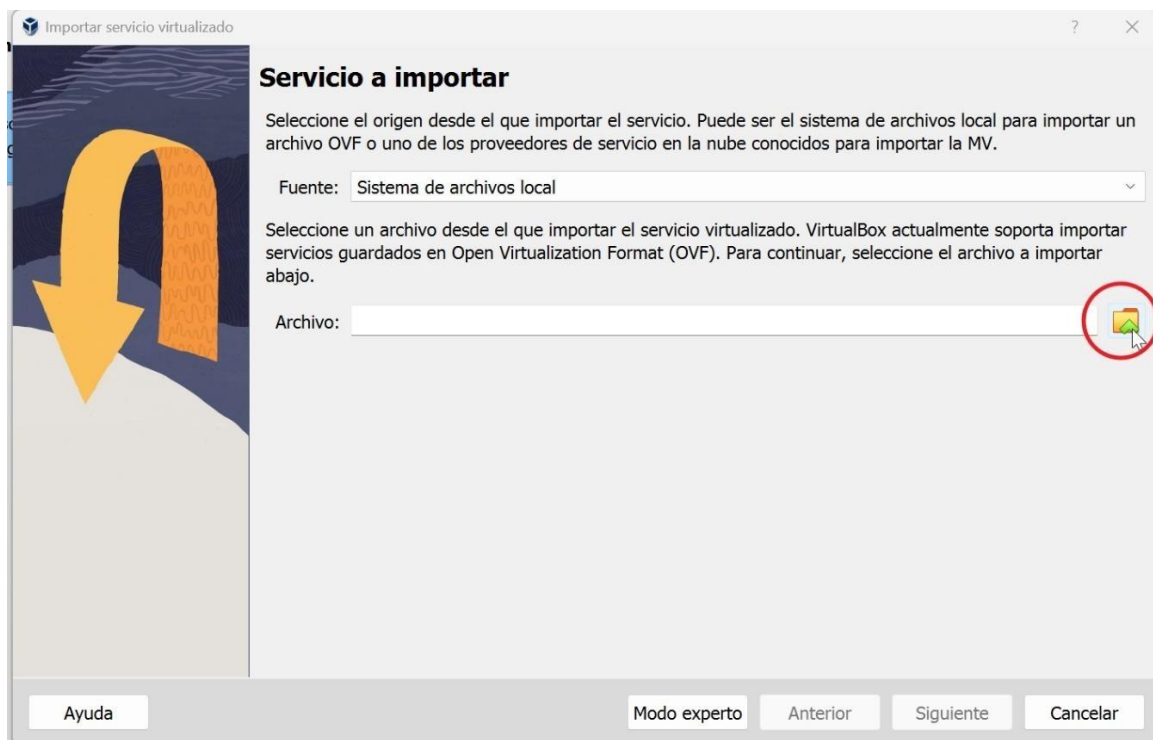 Importar servicio virtualizado
?
Servicio a importar
Seleccione el origen desde el que importar el servicio. Puede ser el sistema de archivos local para importar un
archivo OVF o uno de los proveedores de servicio en la nube conocidos para importar la MV.
Fuente: Sistema de archivos local
Seleccione un archivo desde el que importar el servicio virtualizado. VirtualBox actualmente soporta importar
servicios guardados en Open Virtualization Format (OVF). Para continuar, seleccione el archivo a importar
abajo.
Archivo:
Ayuda Modo experto Anterior Siguiente Cancelar